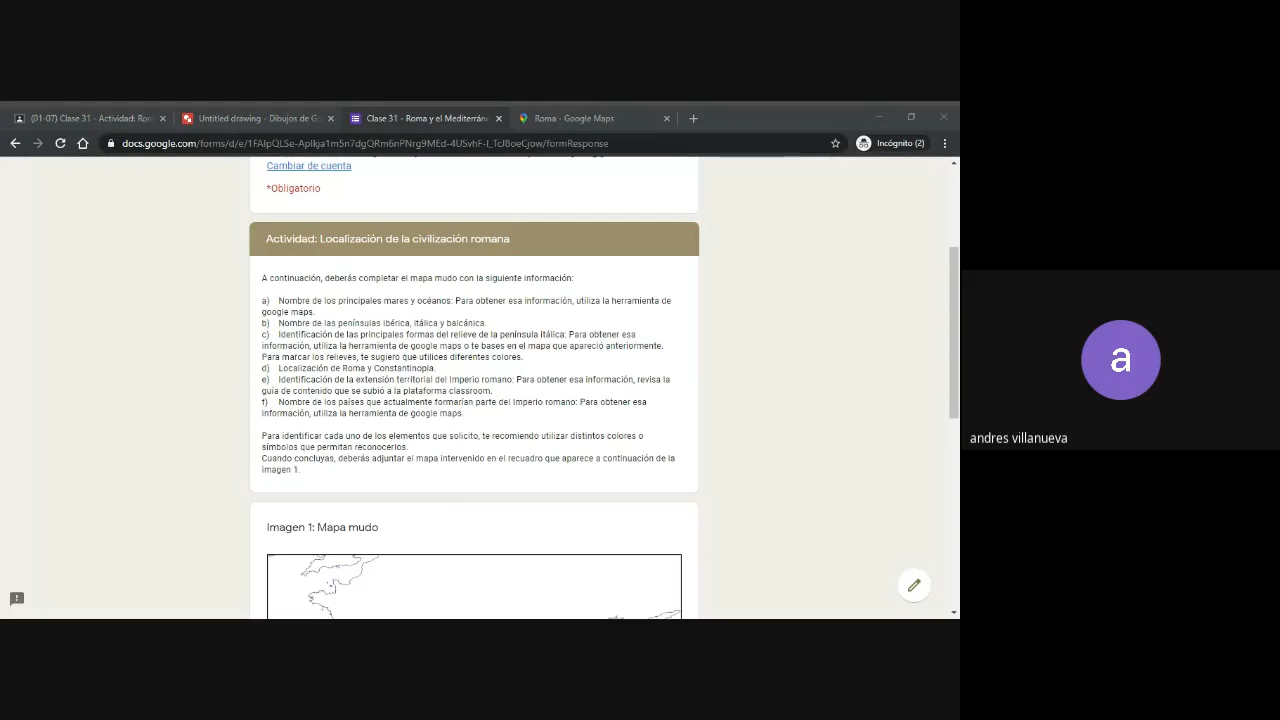 (01-07) Clase 31 - Actividad: Rom
Untitled drawing - Dibujos de Go
Clase 31 - Roma y el Mediterráne
Roma - Google Maps
docs.google.com/forms/d/e/
/formResponse
Incógnito (2)
Cambiar de cuenta
*Obligatorio
Actividad: Localización de la civilización romana
A continuación, deberás completar el mapa mudo con la siguiente información:
a) Nombre de los principales mares y océanos: Para obtener esa información, utiliza la herramienta de
google maps.
b) Nombre de las penínsulas ibérica, itálica y balcánica.
c) Identificación de las principales formas del relieve de la península itálica: Para obtener esa
información, utiliza la herramienta de google maps o te bases en el mapa que apareció anteriormente.
Para marcar los relieves, te sugiero que utilices diferentes colores.
d) Localización de Roma y Constantinopla.
e) Identificación de la extensión territorial del Imperio romano: Para obtener esa información, revisa la
guía de contenido que se subió a la plataforma classroom.
f) Nombre de los países que actualmente formarían parte del Imperio romano: Para obtener esa
información, utiliza la herramienta de google maps.
Para identificar cada uno de los elementos que solicito, te recomiendo utilizar distintos colores o
símbolos que permitan reconocerlos.
Cuando concluyas, deberás adjuntar el mapa intervenido en el recuadro que aparece a continuación de la
imagen 1.
Imagen 1: Mapa mudo
a
andres villanueva